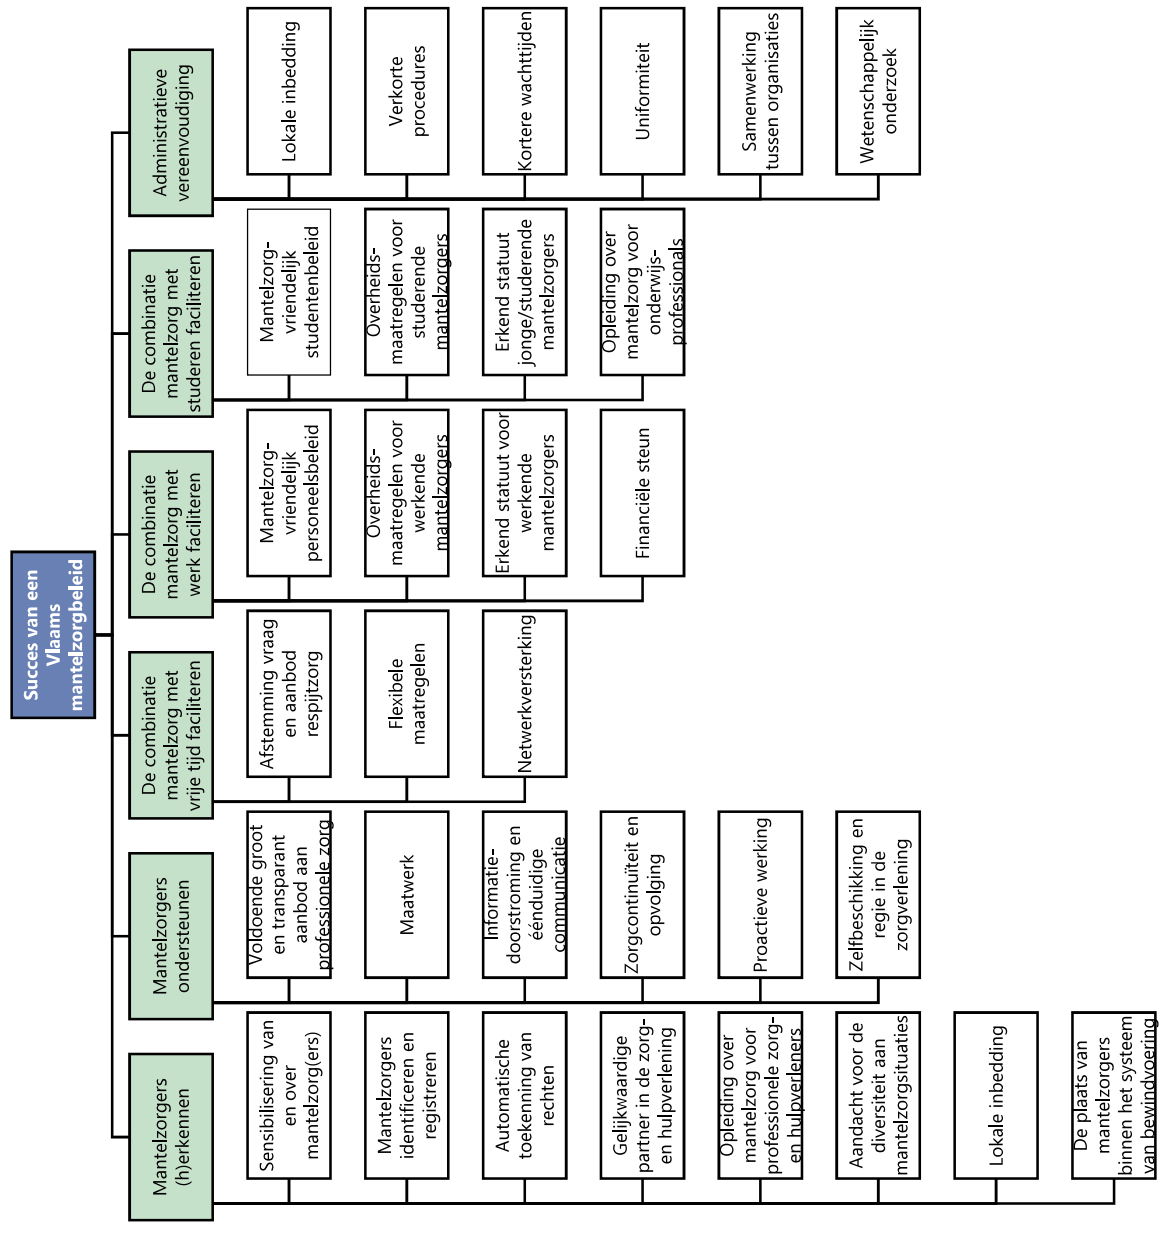 Succes van een
Vlaams
mantelzorgbeleid
Mantelzorgers
(h)erkennen
Sensibilisering van
en over
mantelzorg(ers)
Mantelzorgers
identificeren en
registreren
Automatische
toekenning van
rechten
Gelijkwaardige
partner in de zorg-
en hulpverlening
Opleiding over
mantelzorg voor
professionele zorg-
en hulpverleners
Aandacht voor de
diversiteit aan
mantelzorgsituaties
Lokale inbedding
De plaats van
mantelzorgers
binnen het systeem
van bewindvoering
Mantelzorgers
ondersteunen
Voldoende groot
en transparant
aanbod aan
professionele zorg
Maatwerk
Informatie-
doorstroming en
éénduidige
communicatie
Zorgcontinuïteit en
opvolging
Proactieve werking
Zelfbeschikking en
regie in de
zorgverlening
De combinatie
mantelzorg met
vrije tijd faciliteren
Afstemming vraag
en aanbod
respijtzorg
Flexibele
maatregelen
Netwerkversterking
De combinatie
mantelzorg met
werk faciliteren
Mantelzorg-
vriendelijk
personeelsbeleid
Overheids-
maatregelen voor
werkende
mantelzorgers
Erkend statuut voor
werkende
mantelzorgers
Financiële steun
De combinatie
mantelzorg met
studeren faciliteren
Mantelzorg-
vriendelijk
studentenbeleid
Overheids-
maatregelen voor
studerende
mantelzorgers
Erkend statuut
jonge/studerende
mantelzorgers
Opleiding over
mantelzorg voor
onderwijs-
professionals
Administratieve
vereenvoudiging
Lokale inbedding
Verkorte
procedures
Kortere wachttijden
Uniformiteit
Samenwerking
tussen organisaties
Wetenschappelijk
onderzoek